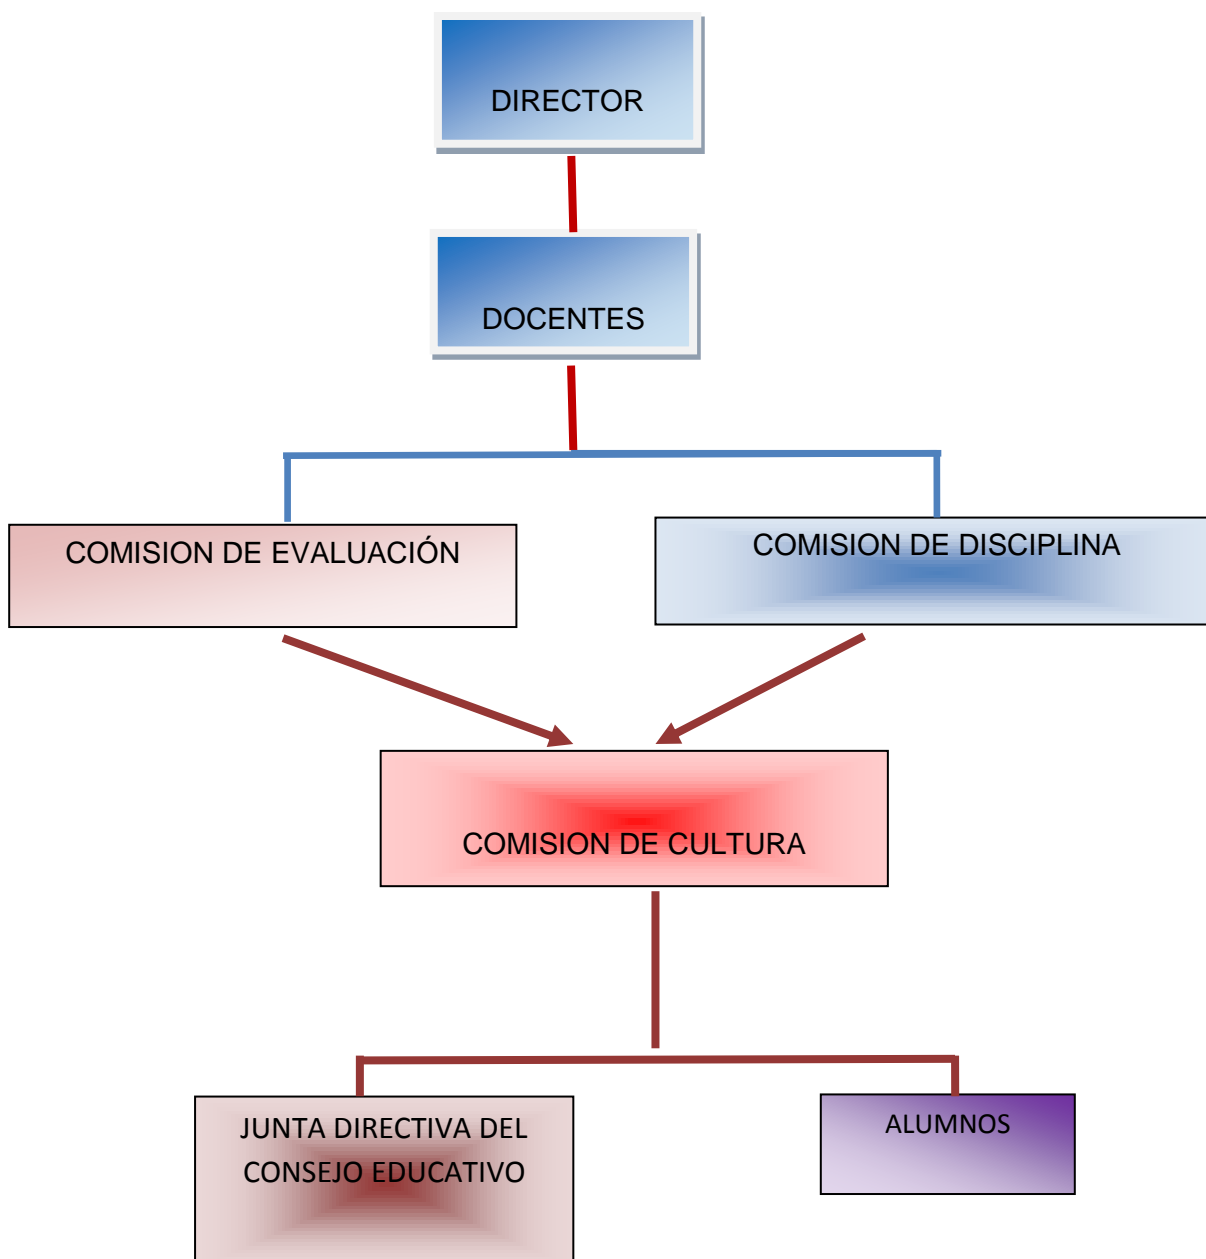 DIRECTOR
DOCENTES
COMISION DE EVALUACIÓN
COMISION DE DISCIPLINA
COMISION DE CULTURA
JUNTA DIRECTIVA DEL
CONSEJO EDUCATIVO
ALUMNOS